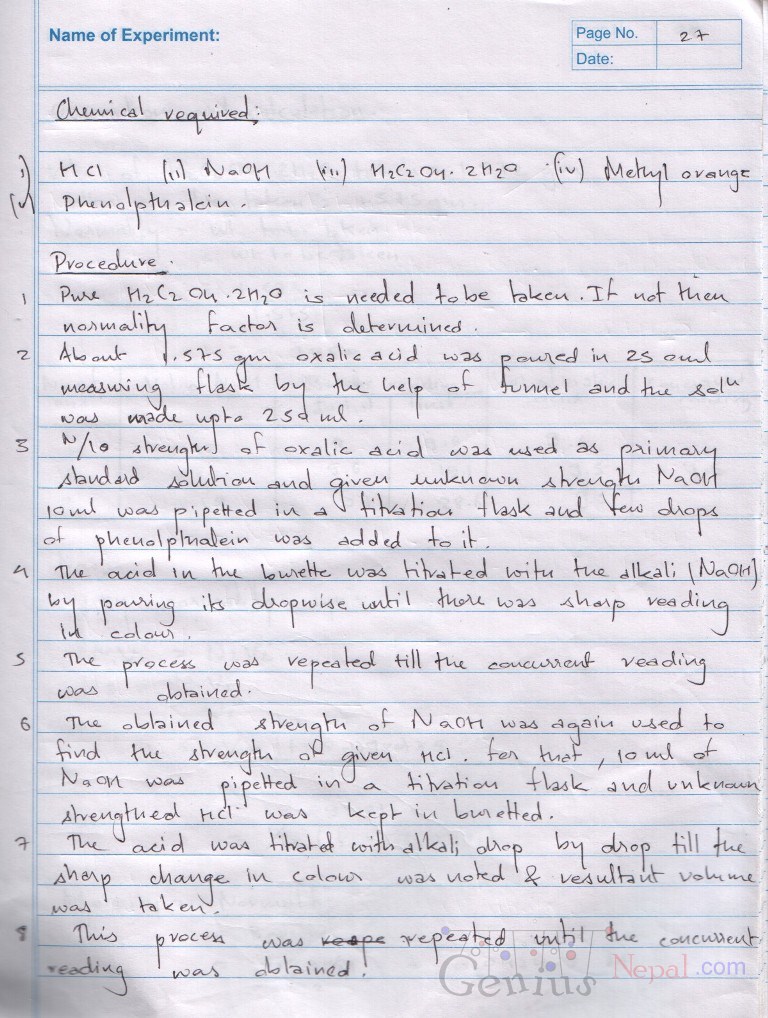 Name of Experiment:
Page No. 27
Date:
Chemical required:
i) HCl (ii) NaOH (iii) H2C2O4. 2H2O (iv) Methyl orange
(v) Phenolpthalein.
Procedure.
1 Pure H2C2O4.2H2O is needed to be taken. If not then
normality factor is determined.
2 About 1.575 gm oxalic acid was poured in 250ml
measuring flask by the help of funnel and the solⁿ
was made upto 250 ml.
3 N/10 strength of oxalic acid was used as primary
standard solution and given unknown strength NaOH
10ml was pipetted in a titration flask and few drops
of phenolpthalein was added to it.
4 The acid in the burette was titrated with the alkali (NaOH)
by pouring its dropwise until there was sharp reading
in colour.
5 The process was repeated till the concurrent reading
was obtained.
6 The obtained strength of NaOH was again used to
find the strength of given HCl. For that, 10 ml of
NaOH was pipetted in a titration flask and unknown
strengthed HCl was kept in buretted.
7 The acid was titrated with alkali drop by drop till the
sharp change in colour was noted & resultant volume
was taken.
8 This process was repeated until the concurrent
reading was obtained.
Genius Nepal.com